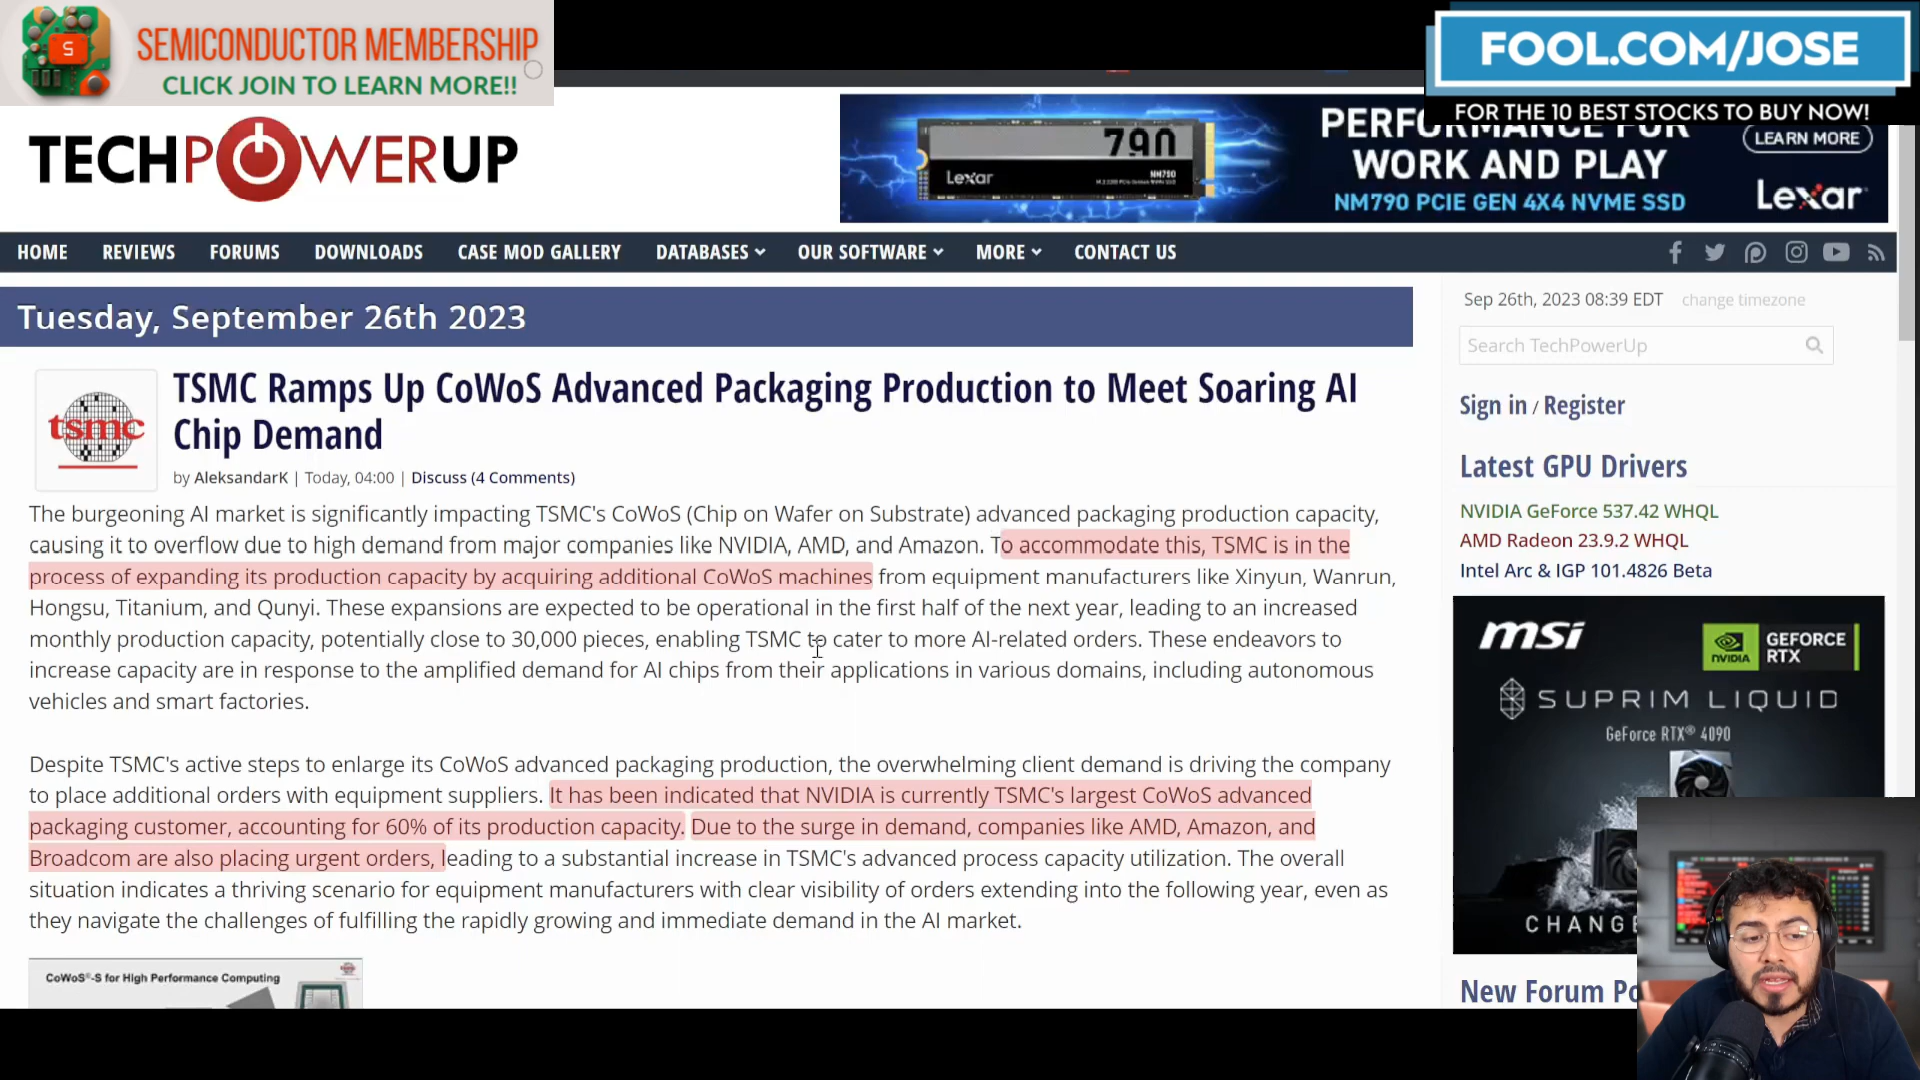 S
SEMICONDUCTOR MEMBERSHIP
CLICK JOIN TO LEARN MORE!!
FOOL.COM/JOSE
FOR THE 10 BEST STOCKS TO BUY NOW!
TECHPOWERUP
790
Lexar
NM790
PERFORMANCE FOR
WORK AND PLAY
NM790 PCIE GEN 4X4 NVME SSD
LEARN MORE
Lexar
HOME REVIEWS FORUMS DOWNLOADS CASE MOD GALLERY DATABASES OUR SOFTWARE MORE CONTACT US
Tuesday, September 26th 2023
tsmc
TSMC Ramps Up CoWoS Advanced Packaging Production to Meet Soaring AI
Chip Demand
by AleksandarK | Today, 04:00 | Discuss (4 Comments)
The burgeoning AI market is significantly impacting TSMC's CoWoS (Chip on Wafer on Substrate) advanced packaging production capacity,
causing it to overflow due to high demand from major companies like NVIDIA, AMD, and Amazon. To accommodate this, TSMC is in the
process of expanding its production capacity by acquiring additional CoWoS machines from equipment manufacturers like Xinyun, Wanrun,
Hongsu, Titanium, and Qunyi. These expansions are expected to be operational in the first half of the next year, leading to an increased
monthly production capacity, potentially close to 30,000 pieces, enabling TSMC to cater to more AI-related orders. These endeavors to
increase capacity are in response to the amplified demand for AI chips from their applications in various domains, including autonomous
vehicles and smart factories.
Despite TSMC's active steps to enlarge its CoWoS advanced packaging production, the overwhelming client demand is driving the company
to place additional orders with equipment suppliers. It has been indicated that NVIDIA is currently TSMC's largest CoWoS advanced
packaging customer, accounting for 60% of its production capacity. Due to the surge in demand, companies like AMD, Amazon, and
Broadcom are also placing urgent orders, leading to a substantial increase in TSMC's advanced process capacity utilization. The overall
situation indicates a thriving scenario for equipment manufacturers with clear visibility of orders extending into the following year, even as
they navigate the challenges of fulfilling the rapidly growing and immediate demand in the AI market.
CoWoS®-S for High Performance Computing
Sep 26th, 2023 08:39 EDT change timezone
Search TechPowerUp
Sign in / Register
Latest GPU Drivers
NVIDIA GeForce 537.42 WHQL
AMD Radeon 23.9.2 WHQL
Intel Arc & IGP 101.4826 Beta
msi
NVIDIA
GEFORCE
RTX
SUPRIM LIQUID
GeForce RTX® 4090
CHANG
New Forum Po